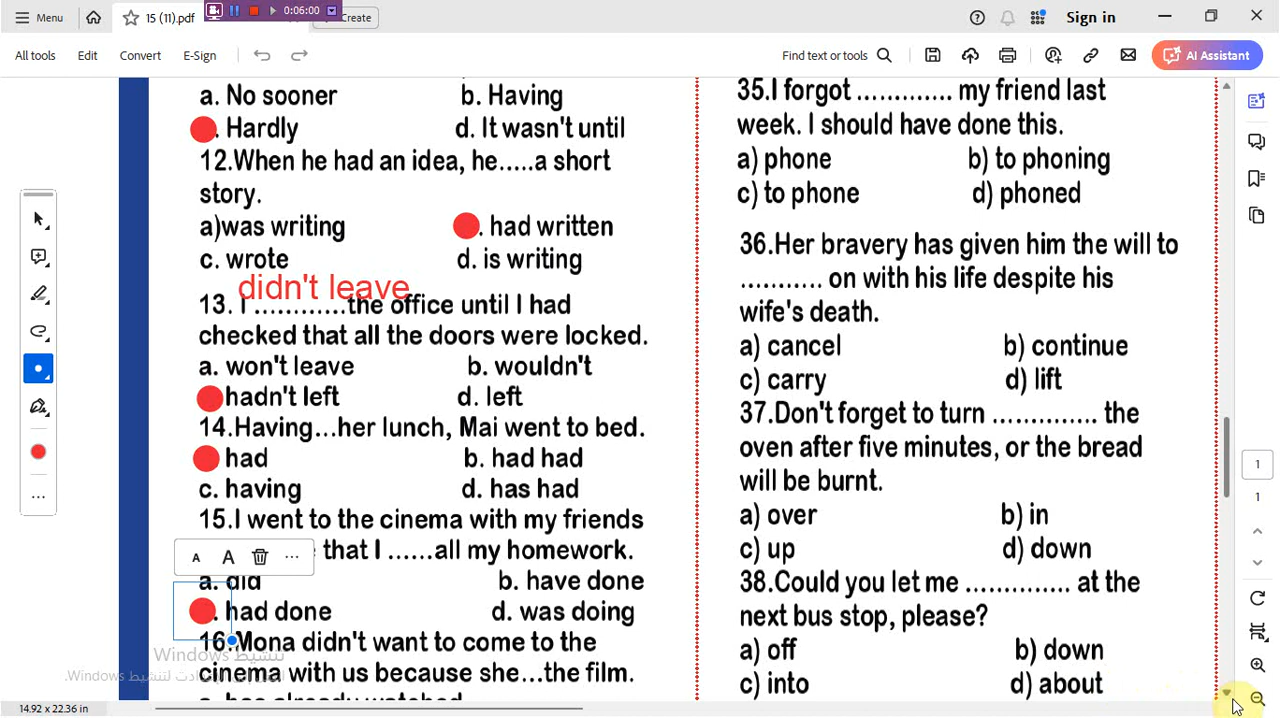 Menu
15 (11).pdf
0:06:00
Create
Sign in
All tools
Edit
Convert
E-Sign
Find text or tools
AI Assistant
a. No sooner b. Having
. Hardly d. It wasn't until
12.When he had an idea, he.....a short
story.
a)was writing . had written
c. wrote d. is writing
didn't leave
13. I ............the office until I had
checked that all the doors were locked.
a. won't leave b. wouldn't
hadn't left d. left
14.Having...her lunch, Mai went to bed.
had b. had had
c. having d. has had
15.I went to the cinema with my friends
that I ......all my homework.
A A ...
a. did b. have done
. had done d. was doing
16.Mona didn't want to come to the
cinema with us because she...the film.
a. has already watched
35.I forgot ............. my friend last
week. I should have done this.
a) phone b) to phoning
c) to phone d) phoned
36.Her bravery has given him the will to
............ on with his life despite his
wife's death.
a) cancel b) continue
c) carry d) lift
37.Don't forget to turn ............... the
oven after five minutes, or the bread
will be burnt.
a) over b) in
c) up d) down
38.Could you let me ............... at the
next bus stop, please?
a) off b) down
c) into d) about
1
1
تنشيط Windows
14.92 x 22.36 in